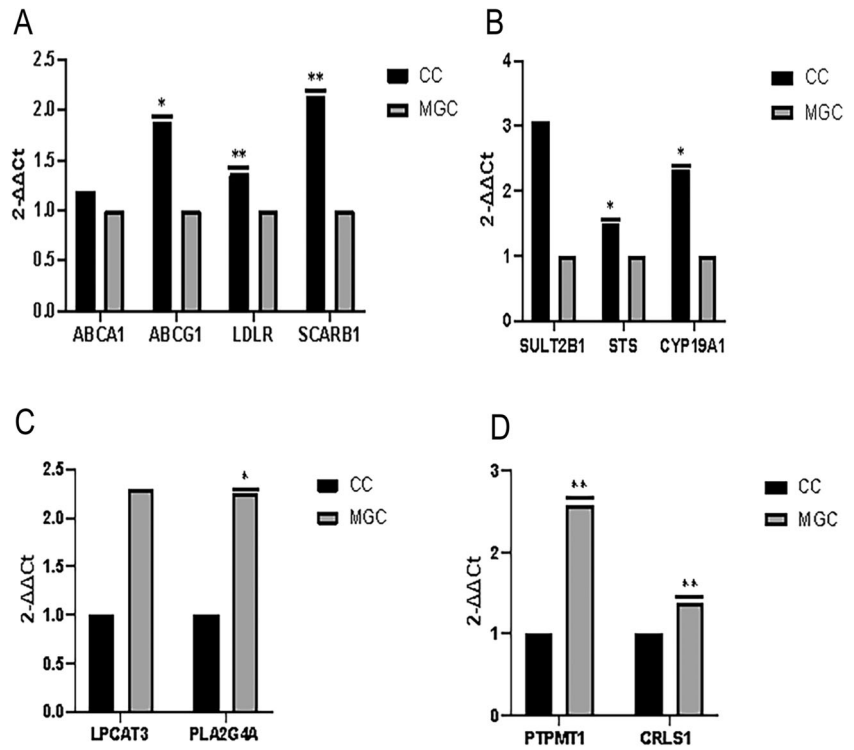 A
2-ΔΔCt
2.5
2.0
1.5
1.0
0.5
0.0
*
**
**
ABCA1 ABCG1 LDLR SCARB1
CC
MGC
B
2-ΔΔCt
4
3
2
1
0
*
*
SULT2B1 STS CYP19A1
CC
MGC
C
2-ΔΔCt
2.5
2.0
1.5
1.0
0.5
0.0
*
LPCAT3 PLA2G4A
CC
MGC
D
2-ΔΔCt
3
2
1
0
**
**
PTPMT1 CRLS1
CC
MGC